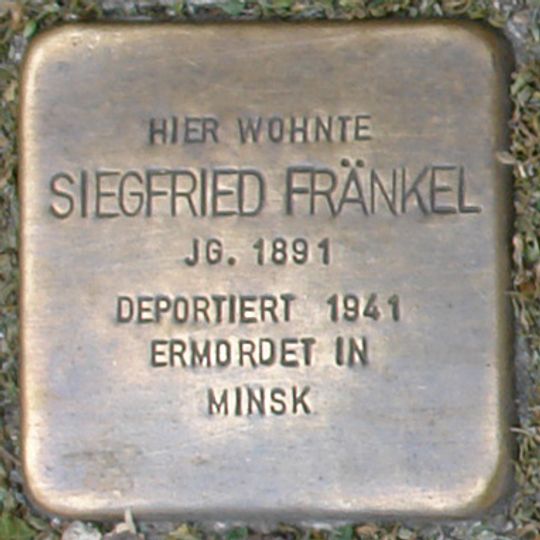 HIER WOHNTE
SIEGFRIED FRÄNKEL
JG. 1891
DEPORTIERT 1941
ERMORDET IN
MINSK